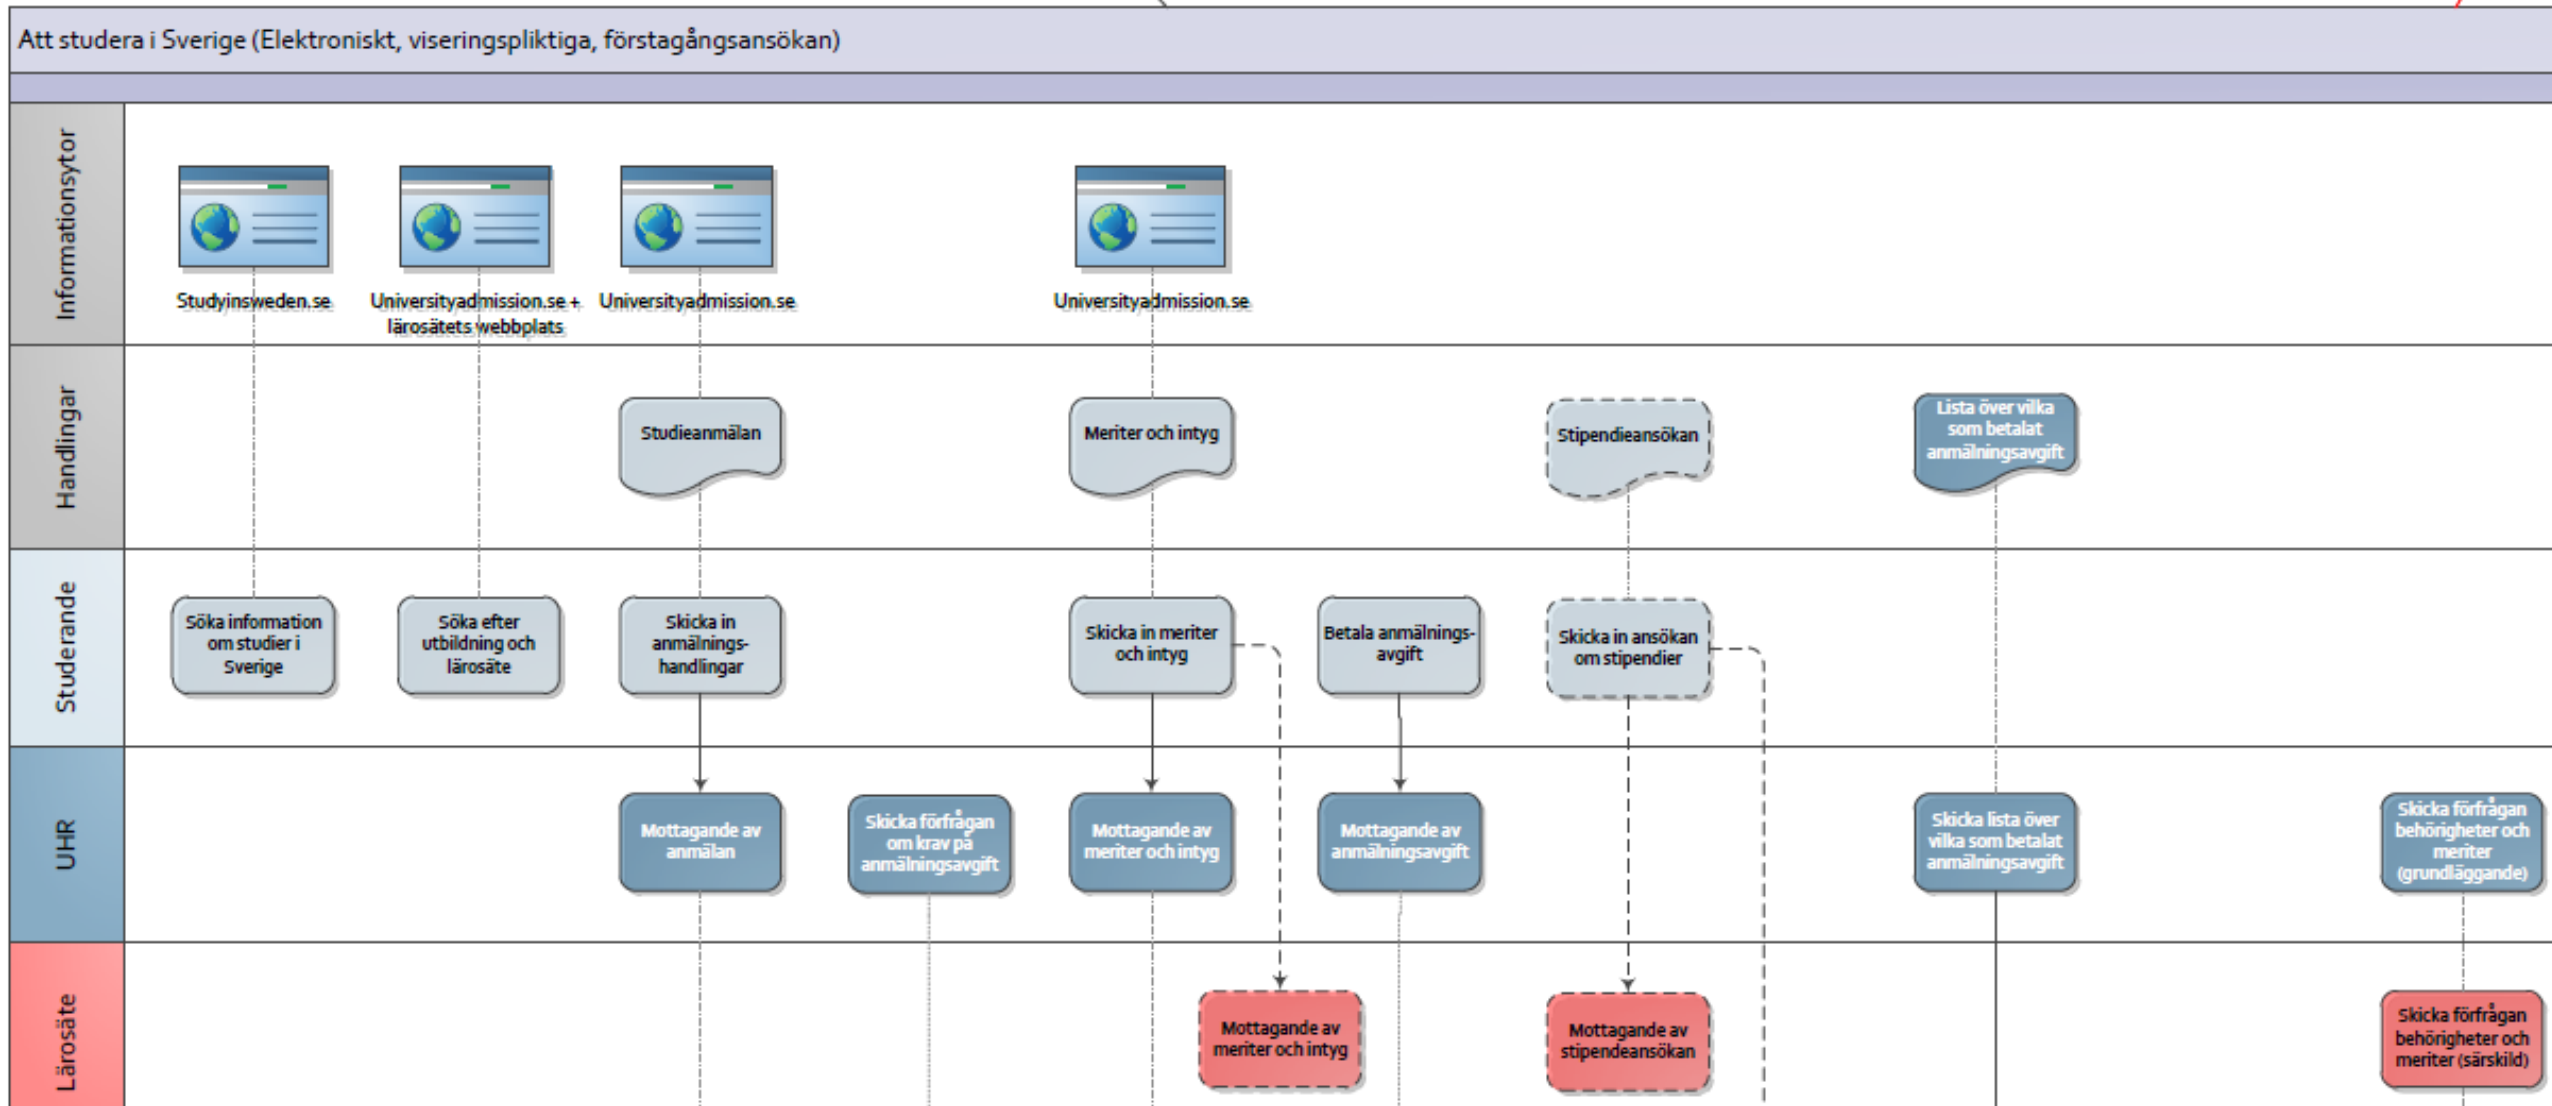 Att studera i Sverige (Elektroniskt, viseringspliktiga, förstagångsansökan)
Informationsytor
Studyinsweden.se
Universityadmission.se +
lärosätets webbplats
Universityadmission.se
Universityadmission.se
Handlingar
Studieanmälan
Meriter och intyg
Stipendieansökan
Lista över vilka
som betalat
anmälningsavgift
Studerande
Söka information
om studier i
Sverige
Söka efter
utbildning och
lärosäte
Skicka in
anmälnings-
handlingar
Skicka in meriter
och intyg
Betala anmälnings-
avgift
Skicka in ansökan
om stipendier
UHR
Mottagande av
anmälan
Skicka förfrågan
om krav på
anmälningsavgift
Mottagande av
meriter och intyg
Mottagande av
anmälningsavgift
Skicka lista över
vilka som betalat
anmälningsavgift
Skicka förfrågan
behörigheter och
meriter
(grundläggande)
Lärosäte
Mottagande av
meriter och intyg
Mottagande av
stipendeansökan
Skicka förfrågan
behörigheter och
meriter (särskild)